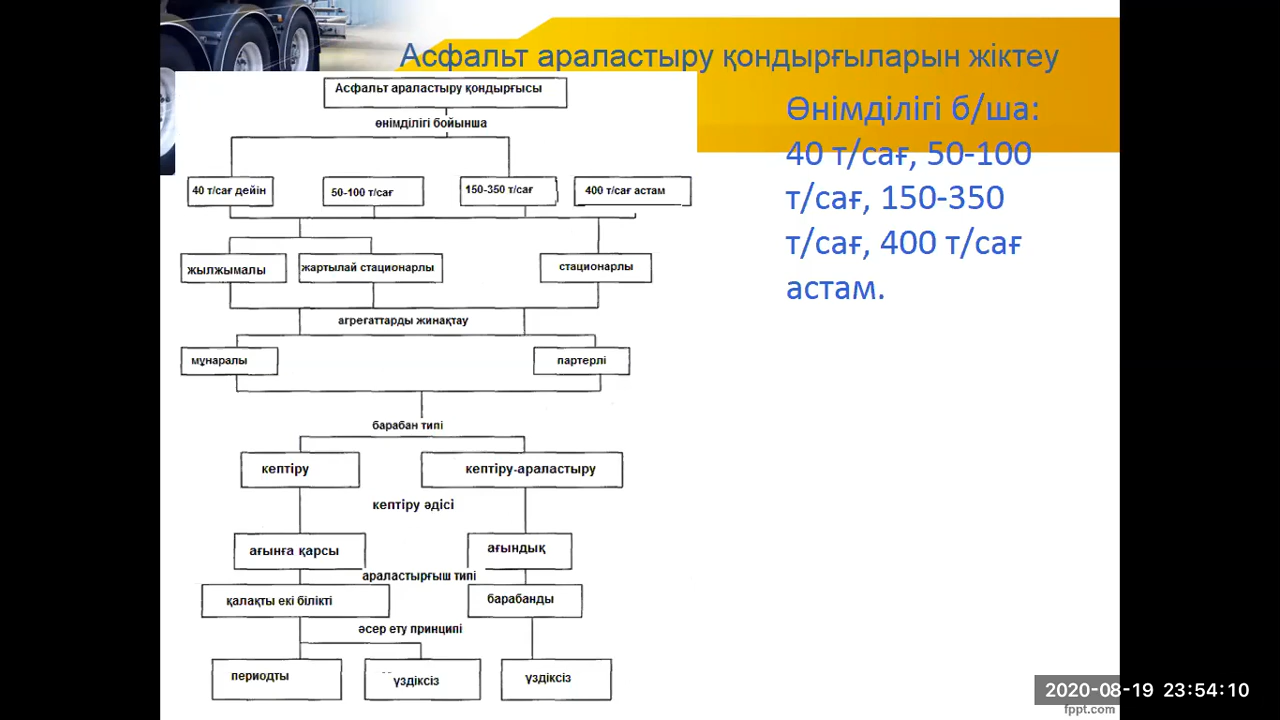 Асфальт араластыру қондырғыларын жіктеу
Асфальт араластыру қондырғысы
өнімділігі бойынша
40 т/сағ дейін
50-100 т/сағ
150-350 т/сағ
400 т/сағ астам
жылжымалы
жартылай стационарлы
стационарлы
агрегаттарды жинақтау
мұнаралы
партерлі
барабан типі
кептіру
кептіру-араластыру
кептіру әдісі
ағынға қарсы
ағындық
араластырғыш типі
қалақты екі білікті
барабанды
әсер ету принципі
периодты
үздіксіз
үздіксіз
Өнімділігі б/ша:
40 т/сағ, 50-100
т/сағ, 150-350
т/сағ, 400 т/сағ
астам.
2020-08-19 23:54:10
fppt.com